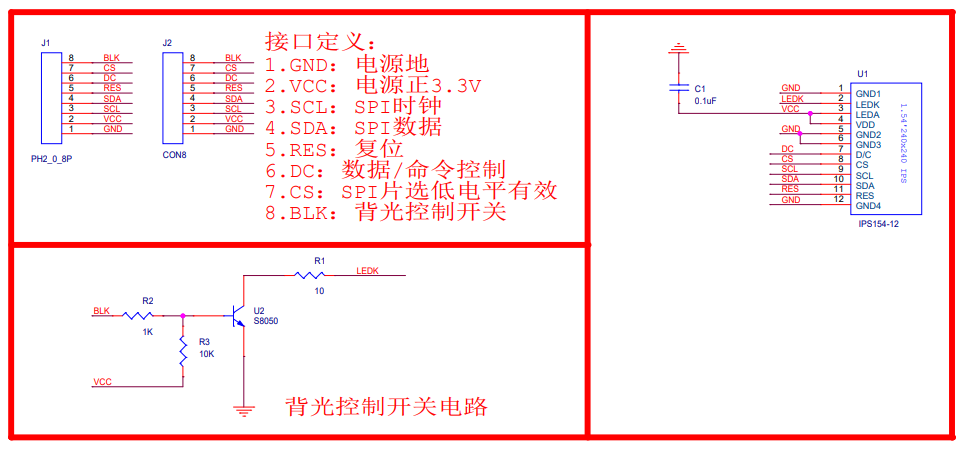 J1
8 BLK
7 CS
6 DC
5 RES
4 SDA
3 SCL
2 VCC
1 GND
PH2_0_8P
J2
8 BLK
7 CS
6 DC
5 RES
4 SDA
3 SCL
2 VCC
1 GND
CON8
接口定义:
1.GND: 电源地
2.VCC: 电源正3.3V
3.SCL: SPI时钟
4.SDA: SPI数据
5.RES: 复位
6.DC: 数据/命令控制
7.CS: SPI片选低电平有效
8.BLK: 背光控制开关
C1
0.1uF
U1
GND 1 GND1
LEDK 2 LEDK
VCC 3 LEDA
4 VDD
GND 5 GND2
6 GND3
DC 7 D/C
CS 8 CS
SCL 9 SCL
SDA 10 SDA
RES 11 RES
GND 12 GND4
1.54'240x240 IPS
IPS154-12
R1
10
LEDK
BLK
R2
1K
U2
S8050
R3
10K
VCC
背光控制开关电路